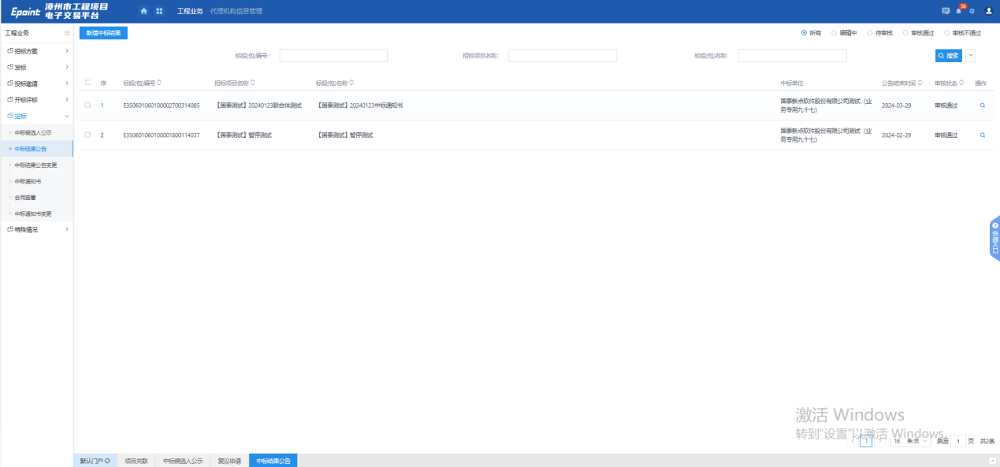 Epoint 漳州市工程项目
电子交易平台
工程业务 代理机构信息管理
36
工程业务
招标方案
发标
投标邀请
开标评标
定标
中标候选人公示
中标结果公告
中标结果公告变更
中标通知书
合同签署
中标通知书变更
特殊情况
新增中标结果
所有 编辑中 待审核 审核通过 审核不通过
标段(包)编号: 招标项目名称: 标段(包)名称: 搜索
序 标段(包)编号 招标项目名称 标段(包)名称 中标单位 公告结束时间 审核状态 操作
1 E350601060100002700314085 【国泰测试】20240123联合体测试 【国泰测试】20240123中标通知书 国泰新点软件股份有限公司测试（业
务专用九十七） 2024-03-29 审核通过
2 E3506010601000001800114037 【国泰测试】暂停测试 【国泰测试】暂停测试 国泰新点软件股份有限公司测试（业
务专用九十七） 2024-02-29 审核通过
快捷入口
激活 Windows
转到"设置"以激活 Windows。
1 16 条/页 跳至 1 页 共2条
默认门户 项目关联 中标候选人公示 复议申请 中标结果公告